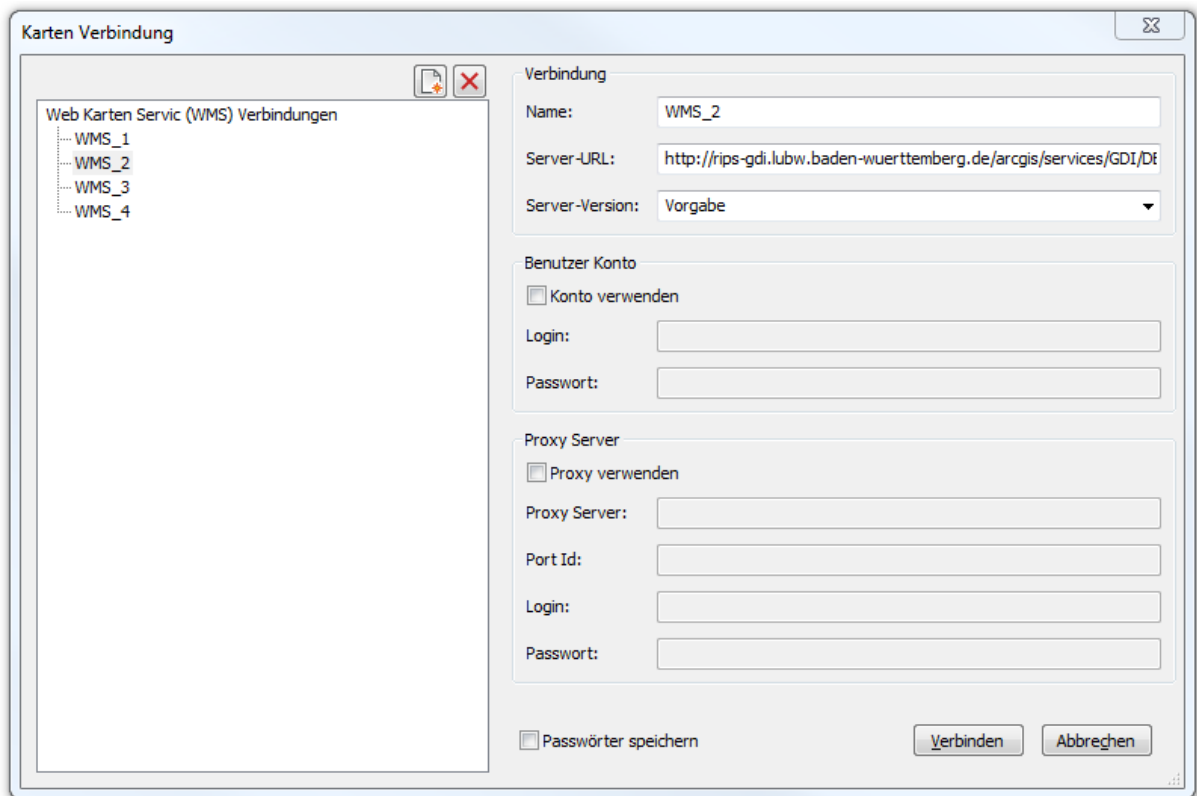 Karten Verbindung
Web Karten Servic (WMS) Verbindungen
WMS_1
WMS_2
WMS_3
WMS_4
Verbindung
Name: WMS_2
Server-URL: http://rips-gdi.lubw.baden-wuerttemberg.de/arcgis/services/GDI/DE
Server-Version: Vorgabe
Benutzer Konto
Konto verwenden
Login:
Passwort:
Proxy Server
Proxy verwenden
Proxy Server:
Port Id:
Login:
Passwort:
Passwörter speichern
Verbinden
Abbrechen